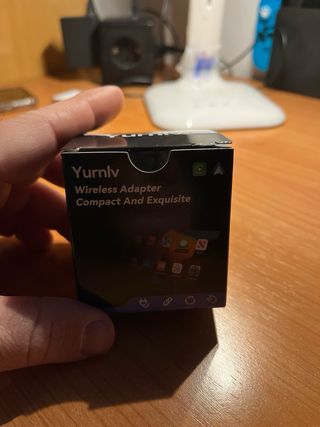 Yurnlv
Wireless Adapter
Compact And Exquisite